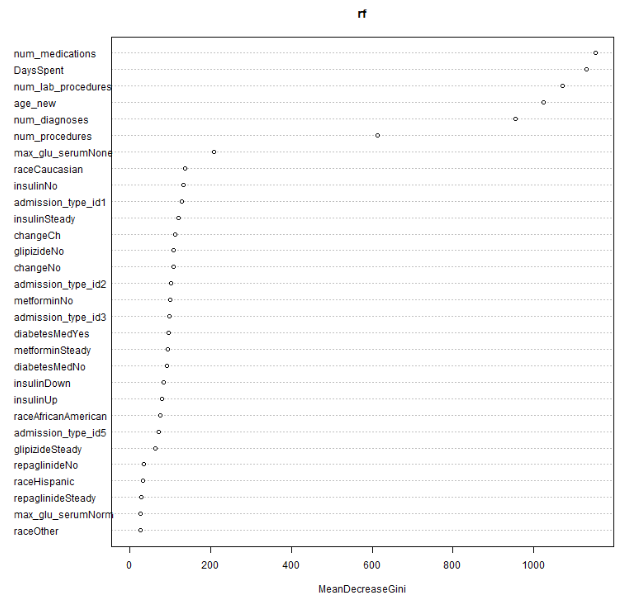 rf
num_medications
DaysSpent
num_lab_procedures
age_new
num_diagnoses
num_procedures
max_glu_serumNone
raceCaucasian
insulinNo
admission_type_id1
insulinSteady
changeCh
glipizideNo
changeNo
admission_type_id2
metforminNo
admission_type_id3
diabetesMedYes
metforminSteady
diabetesMedNo
insulinDown
insulinUp
raceAfricanAmerican
admission_type_id5
glipizideSteady
repaglinideNo
raceHispanic
repaglinideSteady
max_glu_serumNorm
raceOther
0 200 400 600 800 1000
MeanDecreaseGini